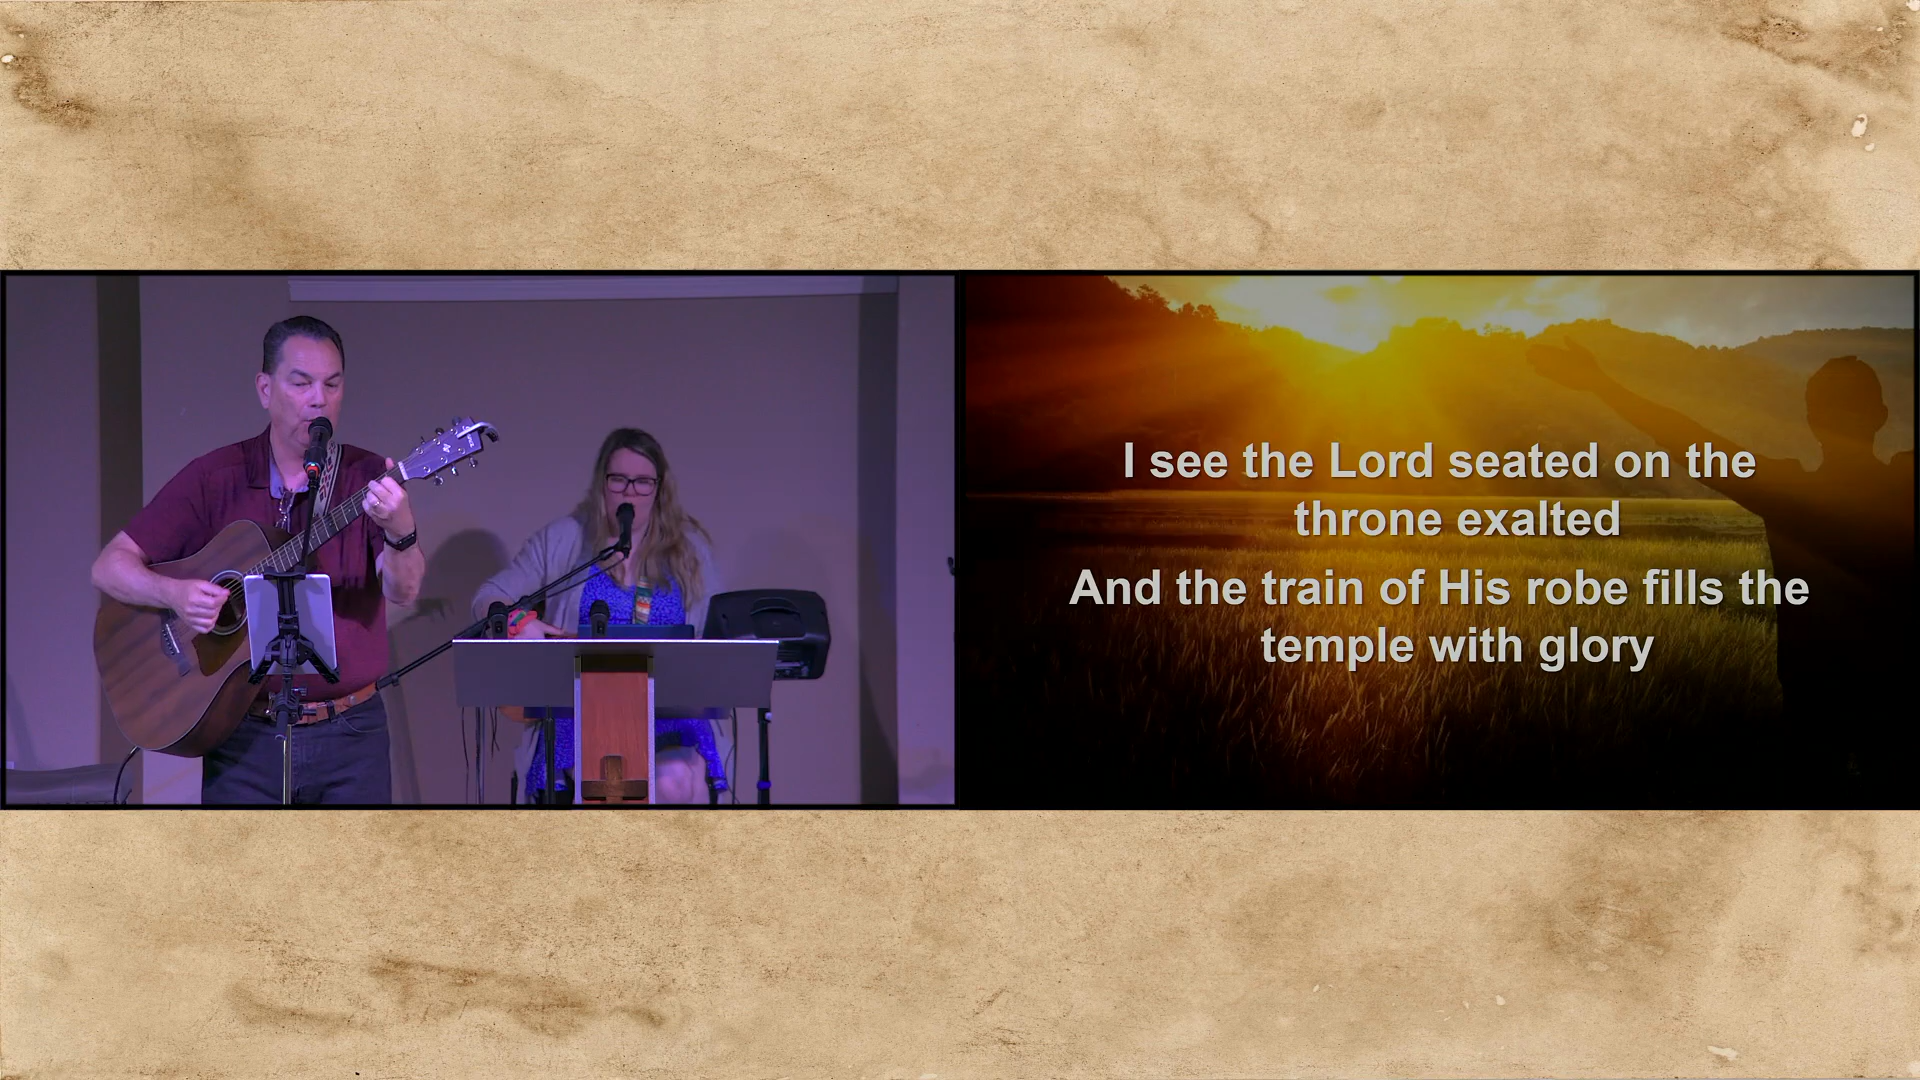 I see the Lord seated on the
throne exalted
And the train of His robe fills the
temple with glory